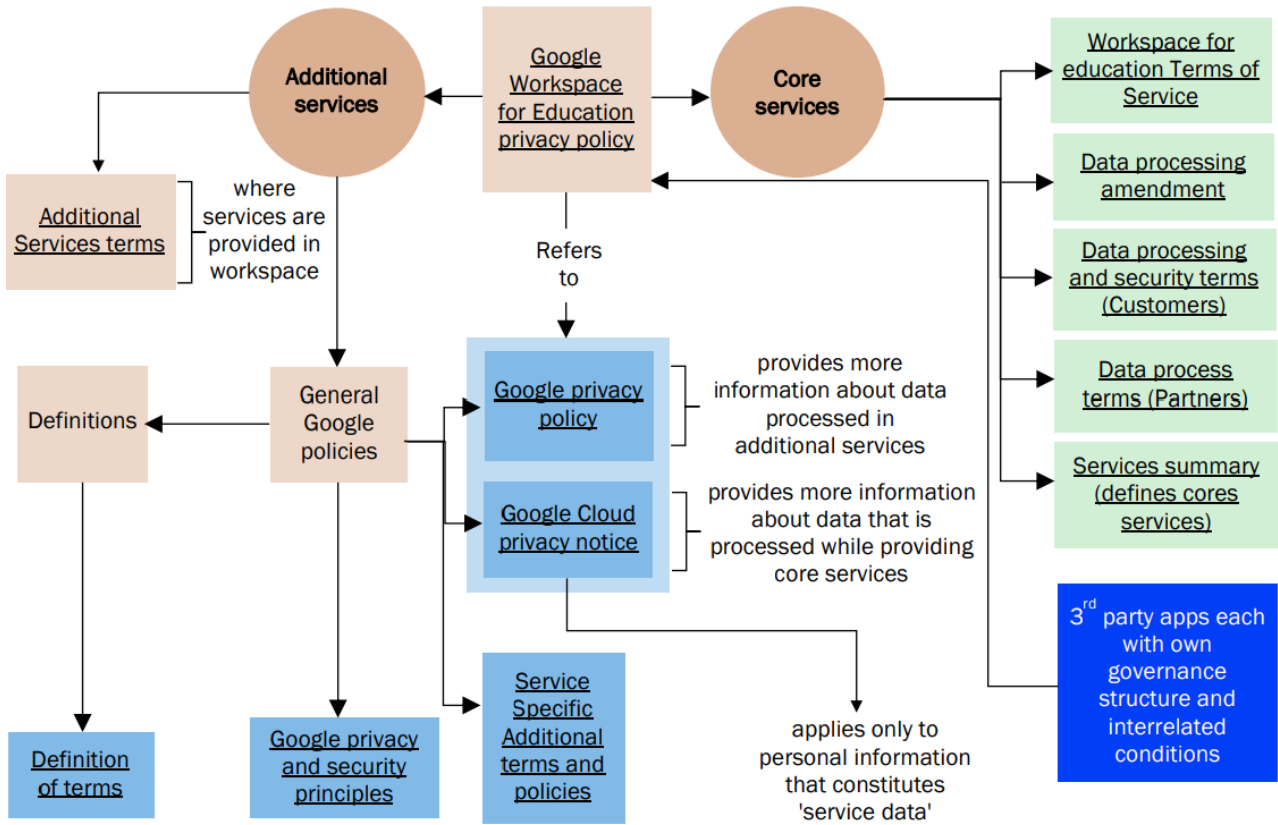 Additional
services
Google
Workspace
for Education
privacy policy
Core
services
Workspace for
education Terms of
Service
Additional
Services terms
where
services are
provided in
workspace
Data processing
amendment
Refers
to
Data processing
and security terms
(Customers)
Definitions
General
Google
policies
Google privacy
policy
provides more
information about data
processed in
additional services
Data process
terms (Partners)
Google Cloud
privacy notice
provides more information
about data that is
processed while providing
core services
Services summary
(defines cores
services)
3rd party apps each
with own
governance
structure and
interrelated
conditions
Definition
of terms
Google privacy
and security
principles
Service
Specific
Additional
terms and
policies
applies only to
personal information
that constitutes
'service data'